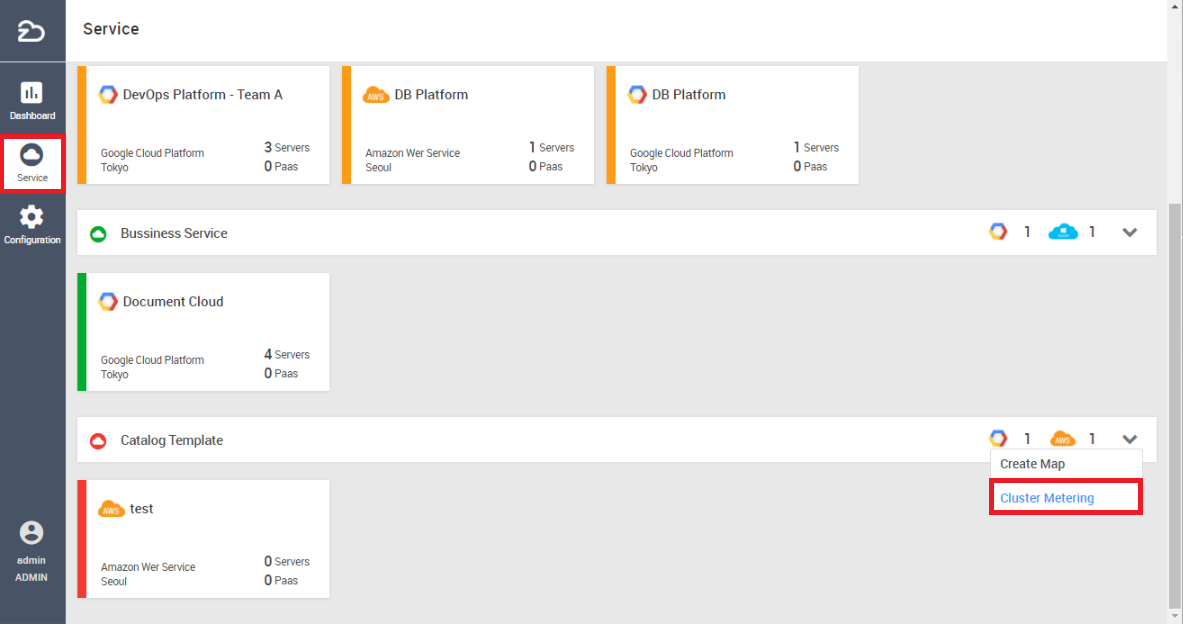 Service
Dashboard
Service
Configuration
admin
ADMIN
DevOps Platform - Team A
Google Cloud Platform
Tokyo
3 Servers
0 Paas
AWS
DB Platform
Amazon Wer Service
Seoul
1 Servers
0 Paas
DB Platform
Google Cloud Platform
Tokyo
1 Servers
0 Paas
Bussiness Service
1
1
Document Cloud
Google Cloud Platform
Tokyo
4 Servers
0 Paas
Catalog Template
1
AWS
1
Create Map
Cluster Metering
AWS
test
Amazon Wer Service
Seoul
0 Servers
0 Paas